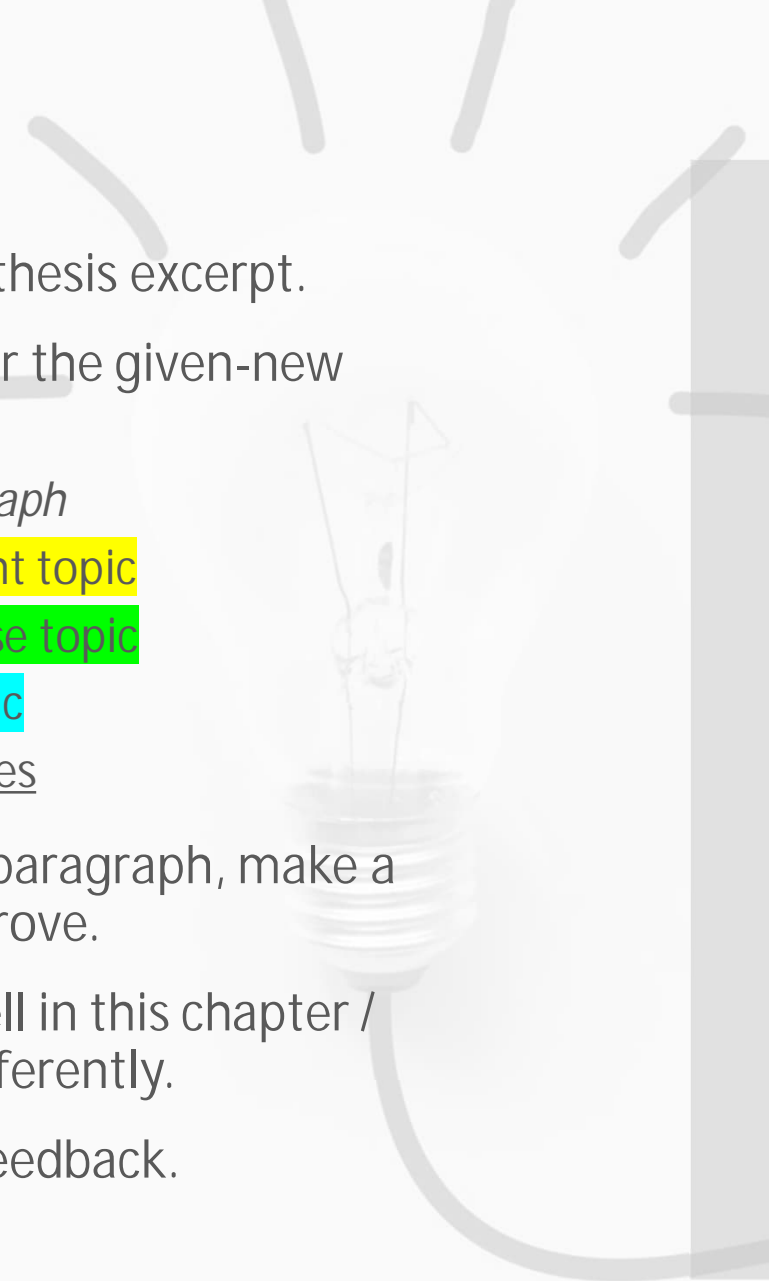 thesis excerpt.
r the given-new
aph
nt topic
se topic
c
es
paragraph, make a
rove.
ell in this chapter /
fferently.
eedback.